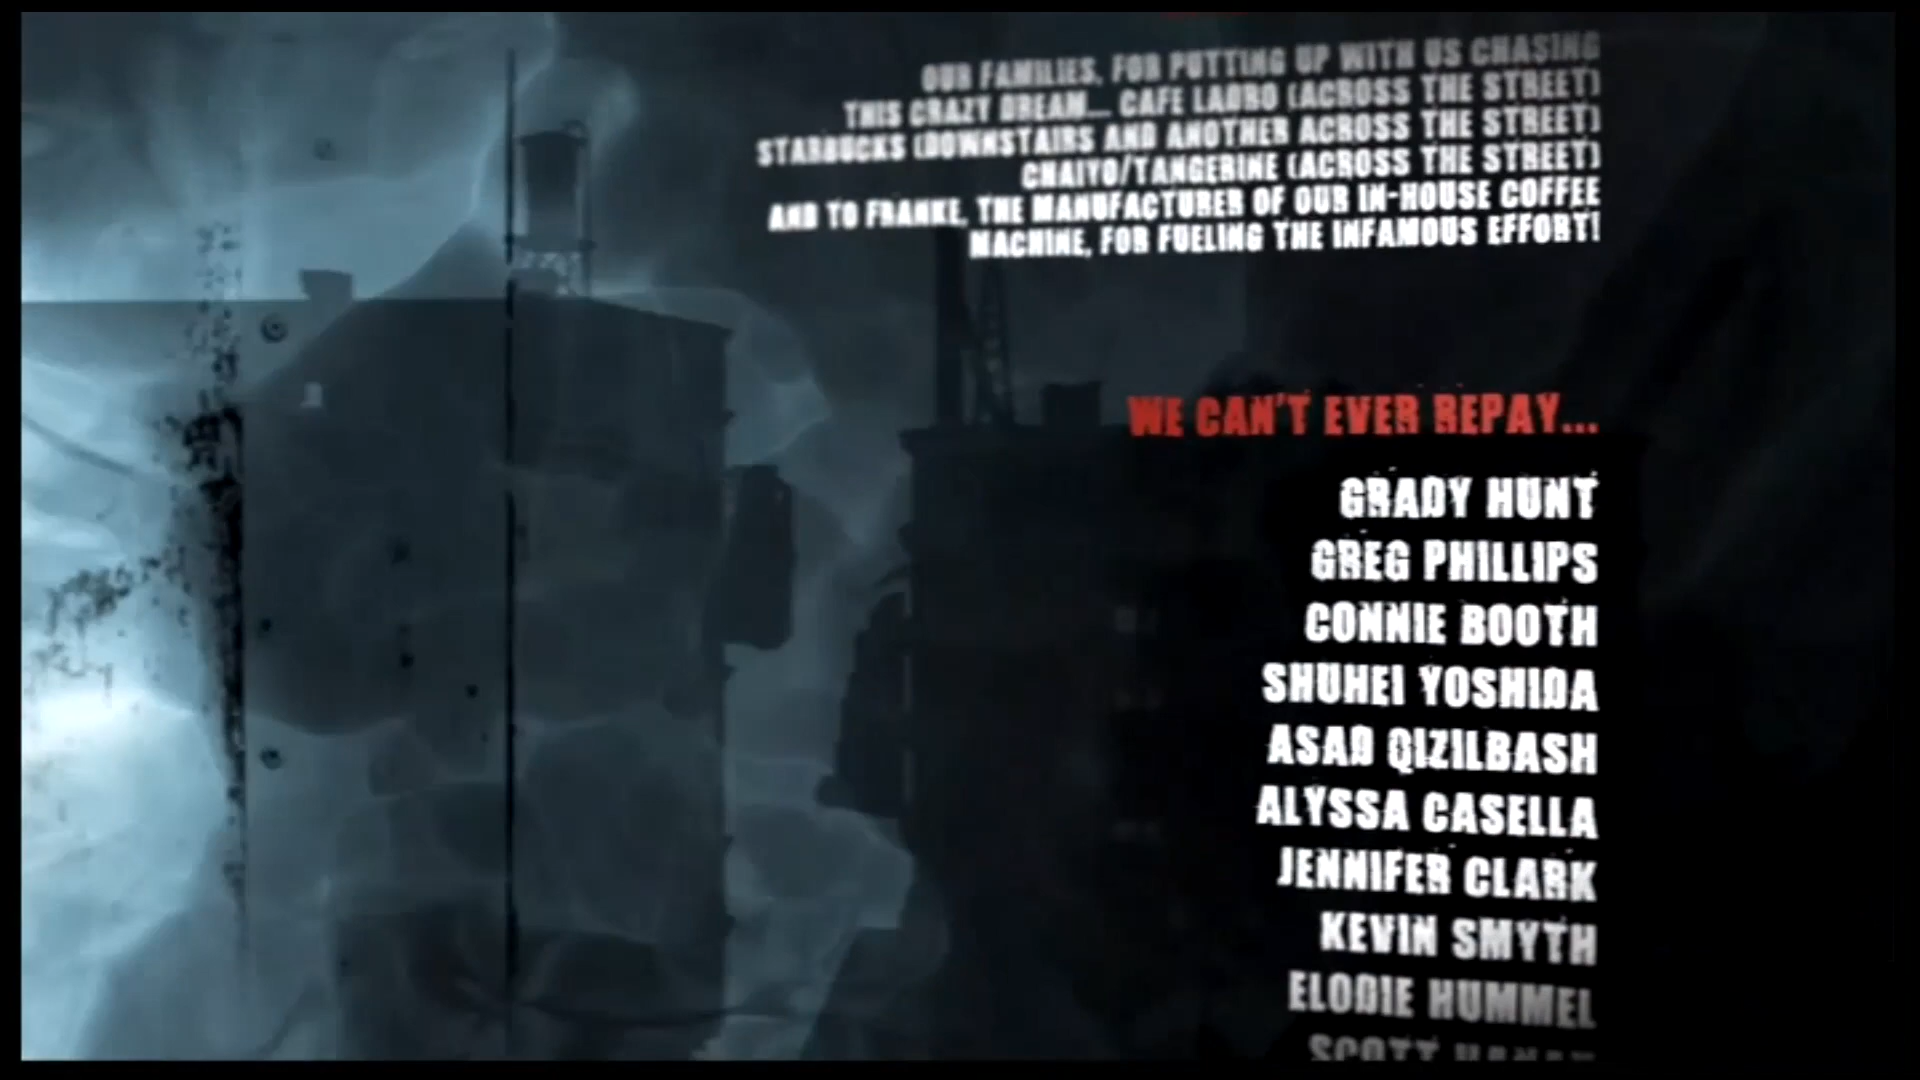 OUR FAMILIES, FOR PUTTING UP WITH US CHASING
THIS CRAZY DREAM... CAFE LADRO (ACROSS THE STREET)
STARBUCKS (DOWNSTAIRS AND ANOTHER ACROSS THE STREET)
CHAIYO/TANGERINE (ACROSS THE STREET)
AND TO FRANKE, THE MANUFACTURER OF OUR IN-HOUSE COFFEE
MACHINE, FOR FUELING THE INFAMOUS EFFORT!
WE CAN'T EVER REPAY...
GRADY HUNT
GREG PHILLIPS
CONNIE BOOTH
SHUHEI YOSHIDA
ASAD QIZILBASH
ALYSSA CASELLA
JENNIFER CLARK
KEVIN SMYTH
ELODIE HUMMEL
SCOTT